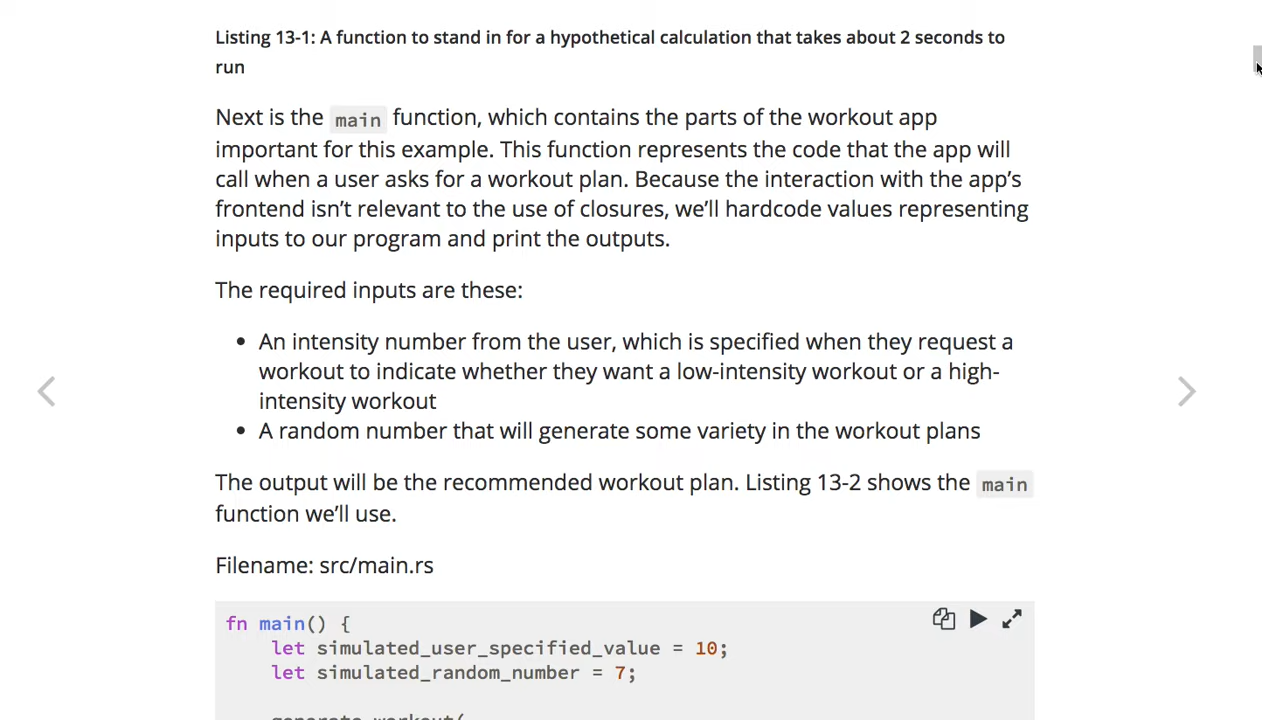 Listing 13-1: A function to stand in for a hypothetical calculation that takes about 2 seconds to
run
Next is the main function, which contains the parts of the workout app
important for this example. This function represents the code that the app will
call when a user asks for a workout plan. Because the interaction with the app’s
frontend isn’t relevant to the use of closures, we’ll hardcode values representing
inputs to our program and print the outputs.
The required inputs are these:
• An intensity number from the user, which is specified when they request a
workout to indicate whether they want a low-intensity workout or a high-
intensity workout
• A random number that will generate some variety in the workout plans
The output will be the recommended workout plan. Listing 13-2 shows the main
function we’ll use.
Filename: src/main.rs
fn main() {
let simulated_user_specified_value = 10;
let simulated_random_number = 7;
generate_workout(